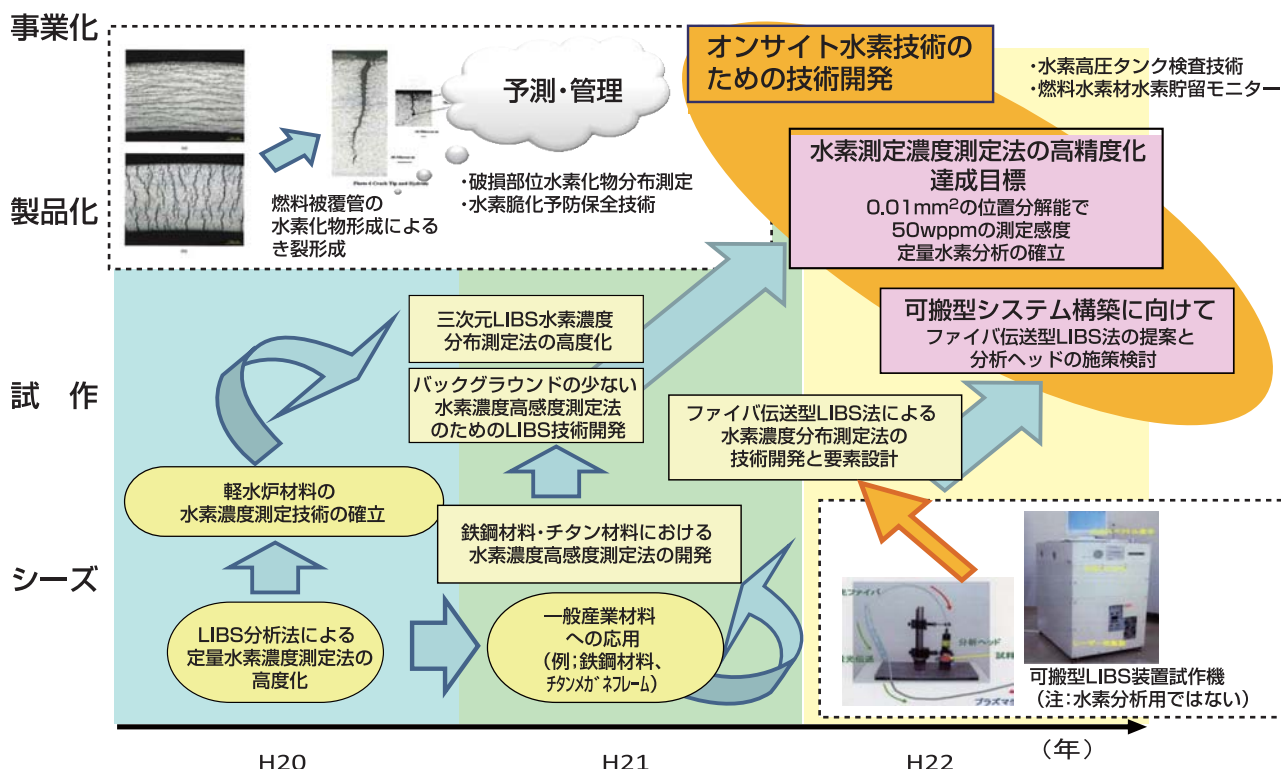 事業化
製品化
試　作
シーズ
予測・管理
燃料被覆管の
水素化物形成による
き裂形成
・破損部位水素化物分布測定
・水素脆化予防保全技術
オンサイト水素技術の
ための技術開発
・水素高圧タンク検査技術
・燃料水素材水素貯留モニター
水素測定濃度測定法の高精度化
達成目標
0.01mm²の位置分解能で
50wppmの測定感度
定量水素分析の確立
可搬型システム構築に向けて
ファイバ伝送型LIBS法の提案と
分析ヘッドの施策検討
三次元LIBS水素濃度
分布測定法の高度化
バックグラウンドの少ない
水素濃度高感度測定法
のためのLIBS技術開発
ファイバ伝送型LIBS法による
水素濃度分布測定法の
技術開発と要素設計
軽水炉材料の
水素濃度測定技術の確立
鉄鋼材料・チタン材料における
水素濃度高感度測定法の開発
LIBS分析法による
定量水素濃度測定法の
高度化
一般産業材料
への応用
(例;鉄鋼材料、
チタンメガネフレーム)
光ファイバ
分析ヘッド
試料
プラズマ
可搬型LIBS装置試作機
（注：水素分析用ではない）
H20
H21
H22
（年）